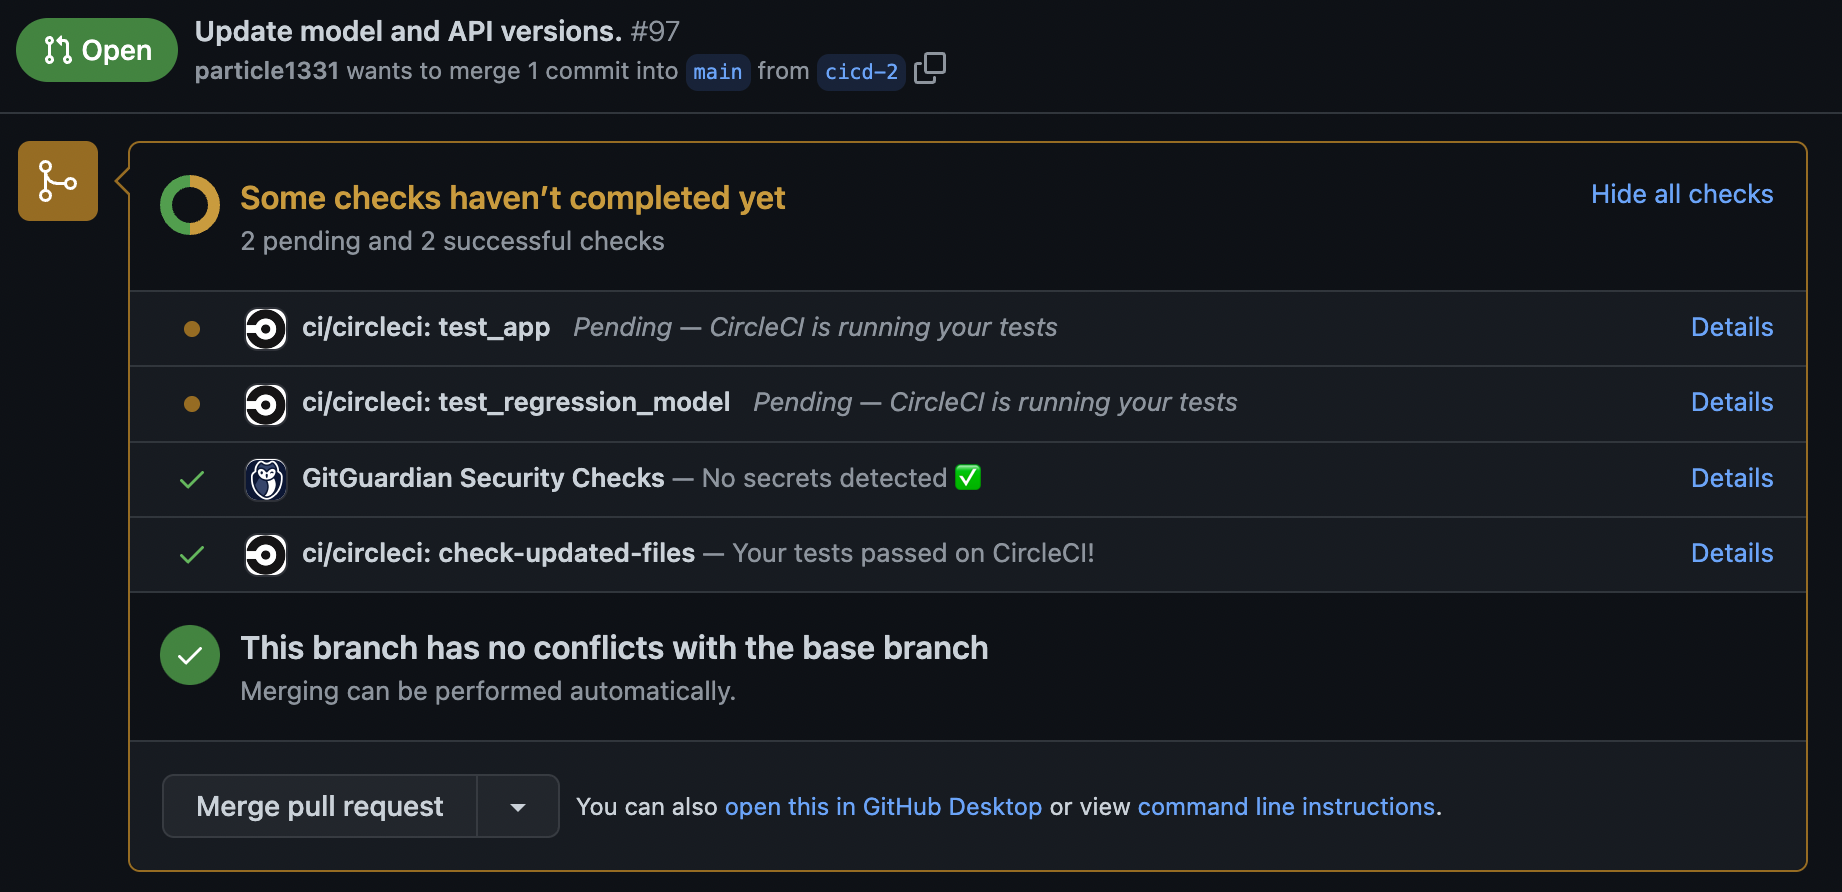 Open
Update model and API versions. #97
particle1331 wants to merge 1 commit into main from cicd-2
Some checks haven’t completed yet
Hide all checks
2 pending and 2 successful checks
ci/circleci: test_app Pending — CircleCI is running your tests Details
ci/circleci: test_regression_model Pending — CircleCI is running your tests Details
GitGuardian Security Checks — No secrets detected ✅ Details
ci/circleci: check-updated-files — Your tests passed on CircleCI! Details
This branch has no conflicts with the base branch
Merging can be performed automatically.
Merge pull request You can also open this in GitHub Desktop or view command line instructions.